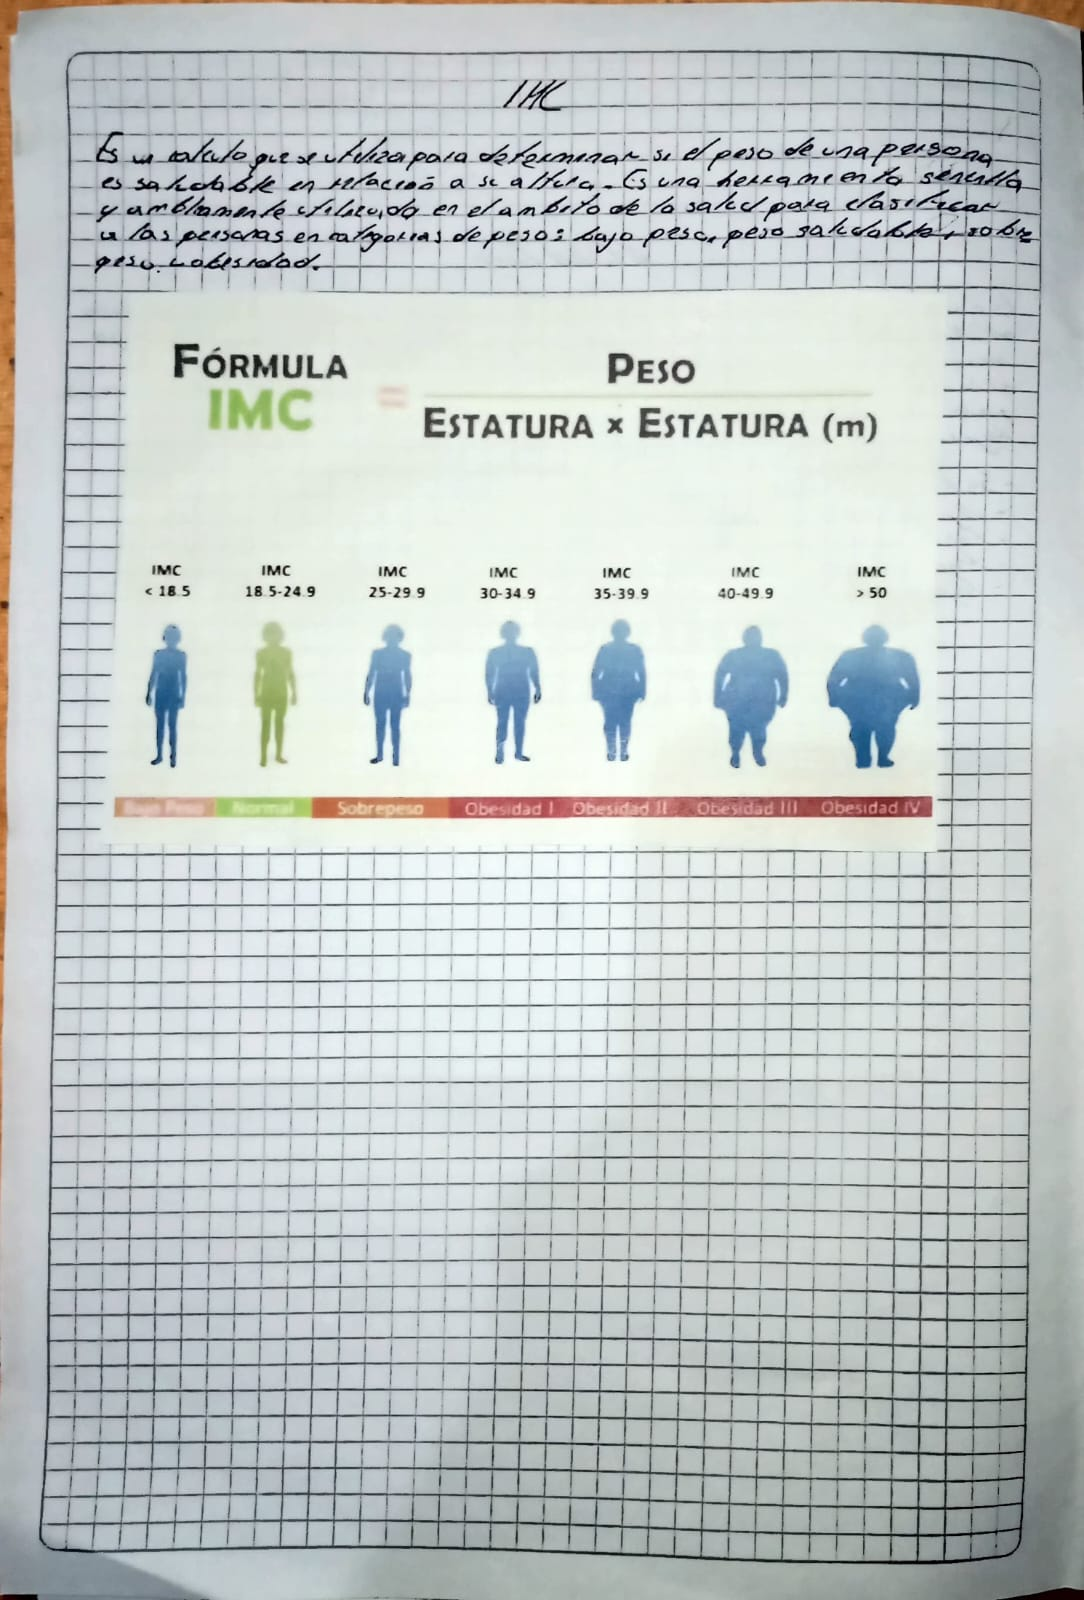 IMC
Es un calculo que se utiliza para determinar si el peso de una persona
es saludable en relación a su altura. Es una herramienta sencilla
y ampliamente utilizada en el ambito de la salud para clasificar
a las personas en categorias de peso: bajo peso, peso saludable, sobre
peso y obesidad.
FÓRMULA
IMC = PESO
ESTATURA × ESTATURA (m)
IMC IMC IMC IMC IMC IMC IMC
< 18.5 18.5-24.9 25-29.9 30-34.9 35-39.9 40-49.9 > 50
Bajo Peso Normal Sobrepeso Obesidad I Obesidad II Obesidad III Obesidad IV